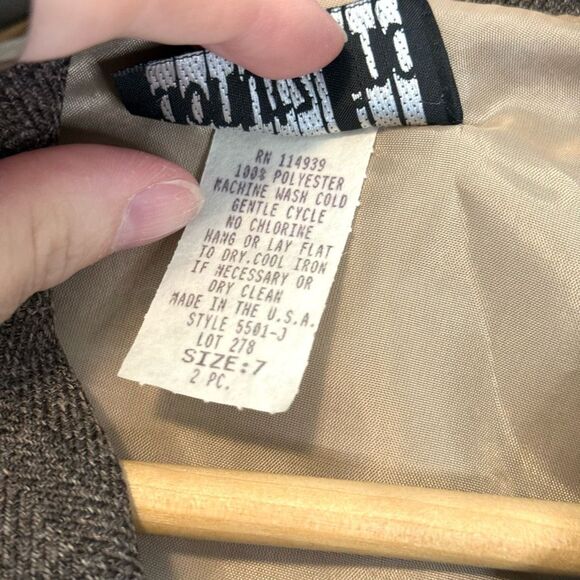 RN 114939
100% POLYESTER
MACHINE WASH COLD
GENTLE CYCLE
NO CHLORINE
HANG OR LAY FLAT
TO DRY.COOL IRON
IF NECESSARY OR
DRY CLEAN
MADE IN THE U.S.A.
STYLE 5501-J
LOT 278
SIZE:7
2 PC.